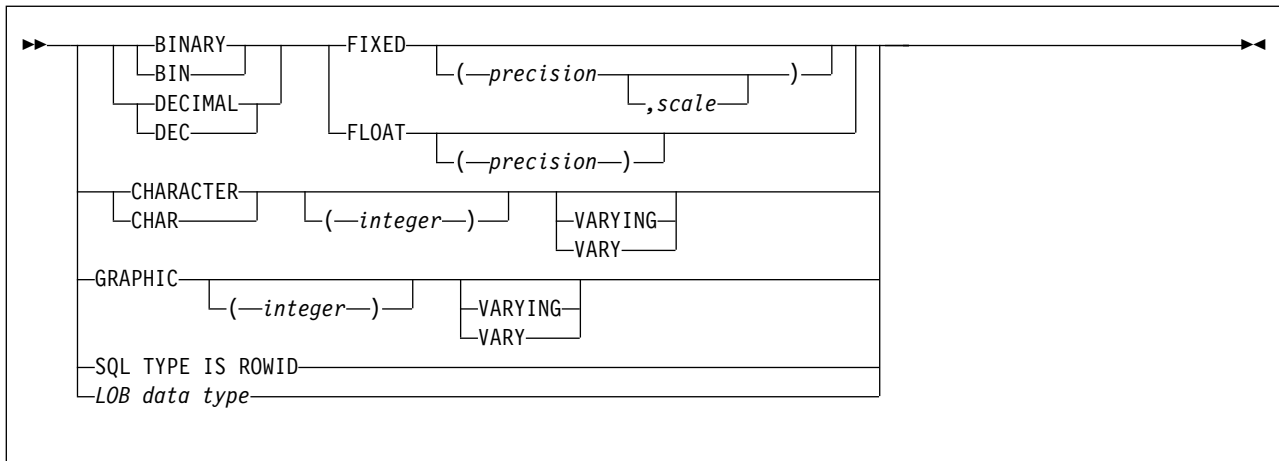 BINARY FIXED
BIN ( precision )
DECIMAL ,scale
DEC FLOAT
( precision )
CHARACTER
CHAR ( integer ) VARYING
VARY
GRAPHIC
( integer ) VARYING
VARY
SQL TYPE IS ROWID
LOB data type